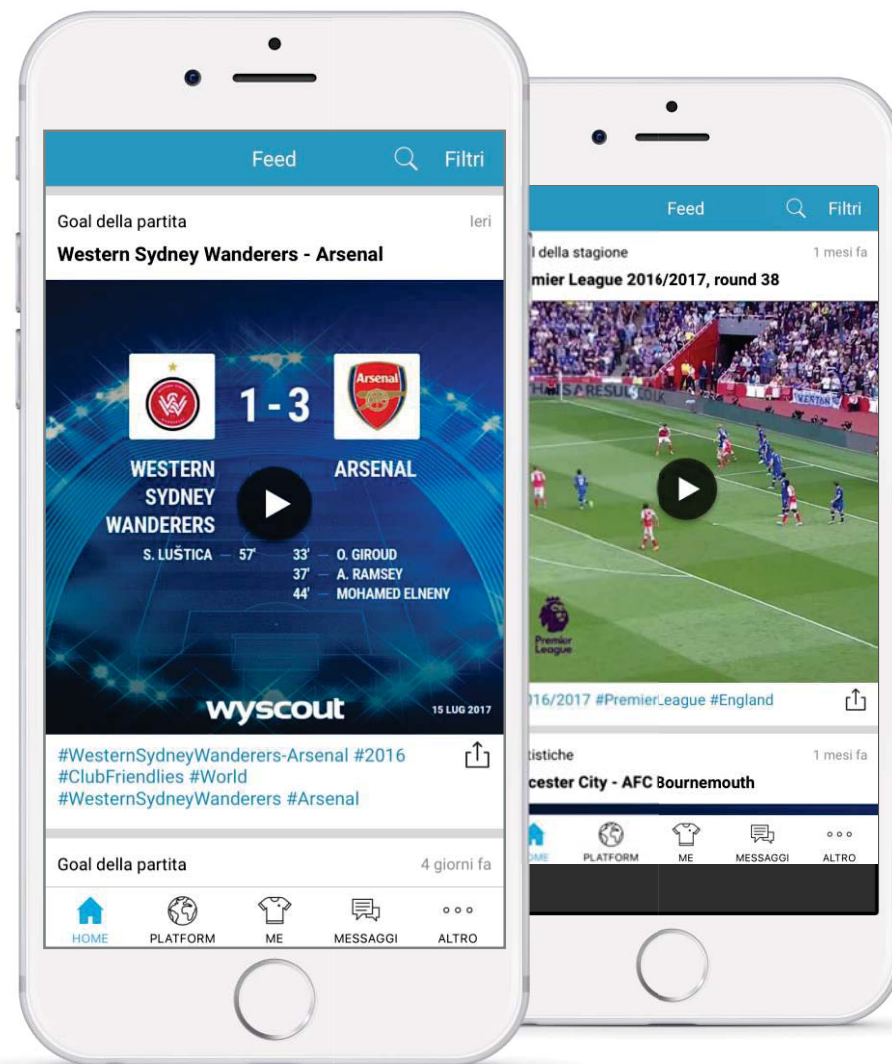 Feed
Filtri
Goal della partita
Ieri
Western Sydney Wanderers - Arsenal
Arsenal
1 - 3
WESTERN
SYDNEY
WANDERERS
ARSENAL
S. LUŠTICA — 57'
33' — O. GIROUD
37' — A. RAMSEY
44' — MOHAMED ELNENY
wyscout
15 LUG 2017
#WesternSydneyWanderers-Arsenal #2016
#ClubFriendlies #World
#WesternSydneyWanderers #Arsenal
Goal della partita
4 giorni fa
HOME
PLATFORM
ME
MESSAGGI
ALTRO
Feed
Filtri
l della stagione
1 mesi fa
mier League 2016/2017, round 38
Premier
League
016/2017 #PremierLeague #England
tistiche
1 mesi fa
cester City - AFC Bournemouth
OME
PLATFORM
ME
MESSAGGI
ALTRO